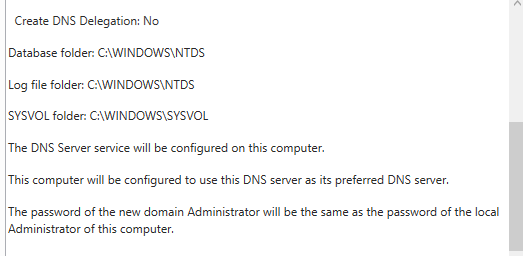 Create DNS Delegation: No
Database folder: C:\WINDOWS\NTDS
Log file folder: C:\WINDOWS\NTDS
SYSVOL folder: C:\WINDOWS\SYSVOL
The DNS Server service will be configured on this computer.
This computer will be configured to use this DNS server as its preferred DNS server.
The password of the new domain Administrator will be the same as the password of the local
Administrator of this computer.